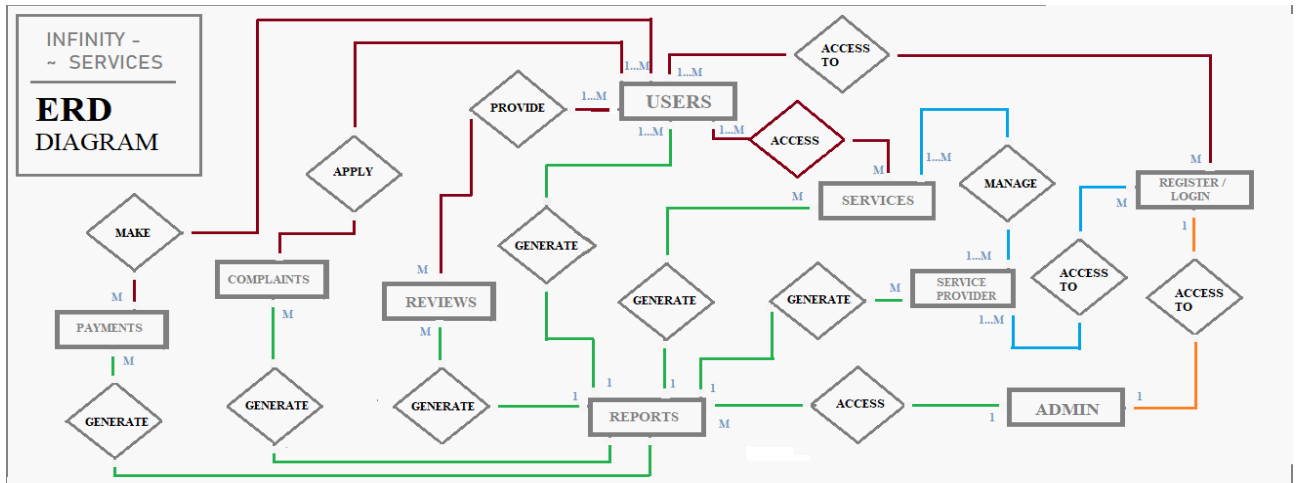 INFINITY -
~ SERVICES
ERD
DIAGRAM
ACCESS
TO
1...M
1...M
1...M
PROVIDE
1...M
USERS
1...M
1...M
ACCESS
1...M
M
M
APPLY
MANAGE
REGISTER /
LOGIN
M
SERVICES
M
M
1
MAKE
GENERATE
1...M
COMPLAINTS
M
REVIEWS
SERVICE
PROVIDER
ACCESS
TO
M
GENERATE
GENERATE
M
ACCESS
TO
PAYMENTS
M
M
1...M
M
1
1
1
1
1
GENERATE
GENERATE
GENERATE
REPORTS
M
ACCESS
1
ADMIN